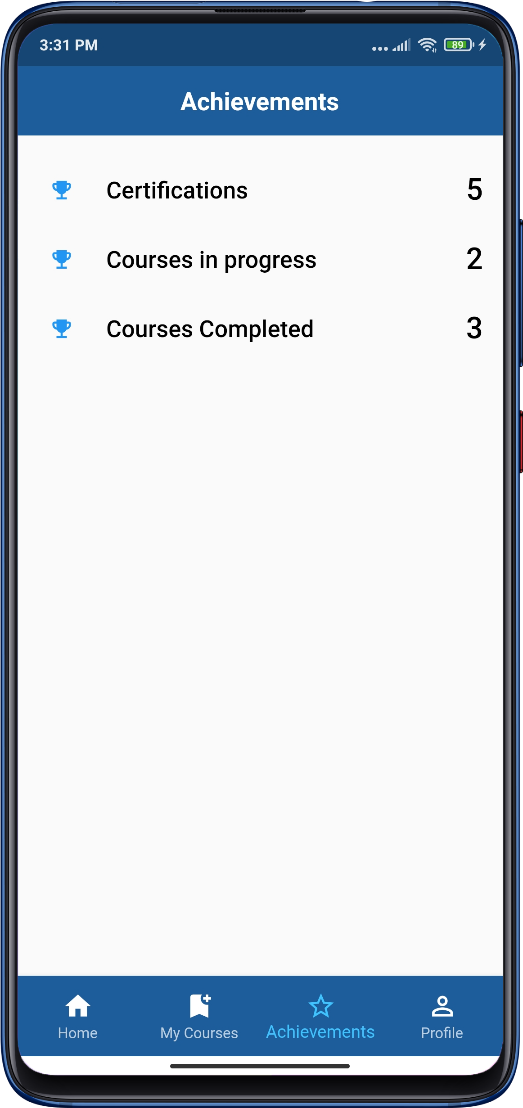 3:31 PM 89
Achievements
Certifications 5
Courses in progress 2
Courses Completed 3
Home My Courses Achievements Profile